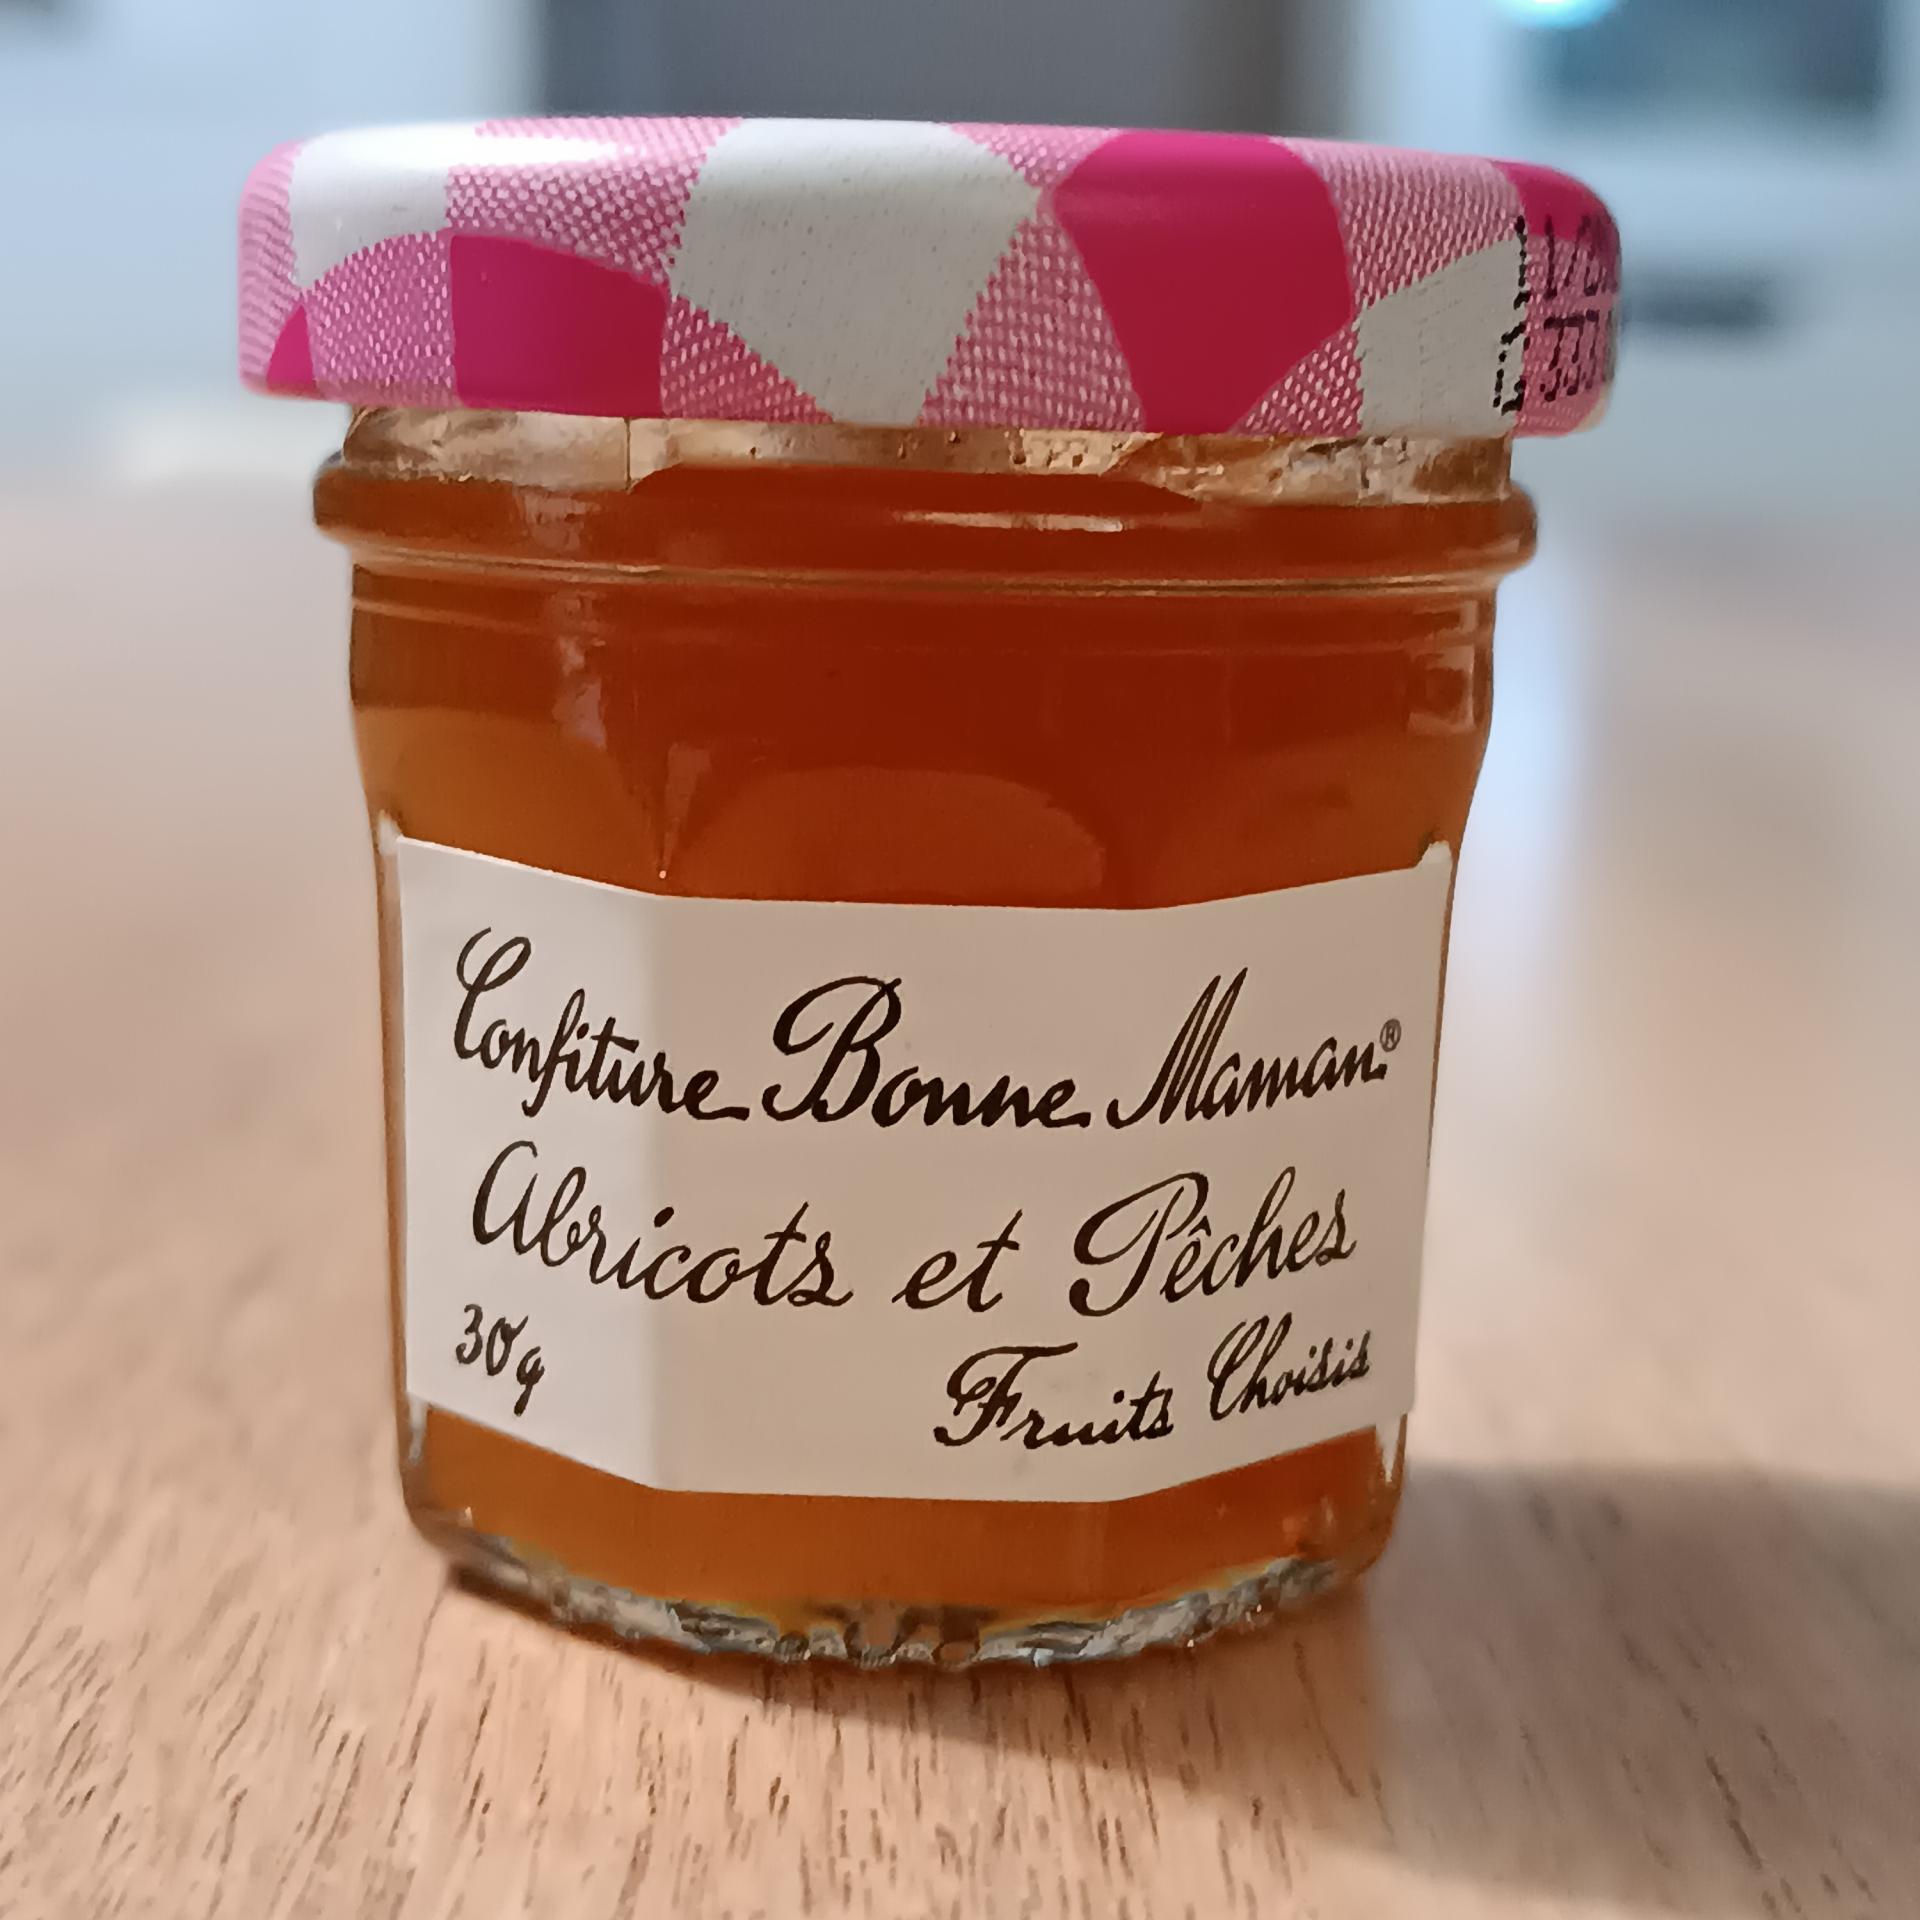 Confiture Bonne Maman®
Abricots et Pêches
30g
Fruits Choisis